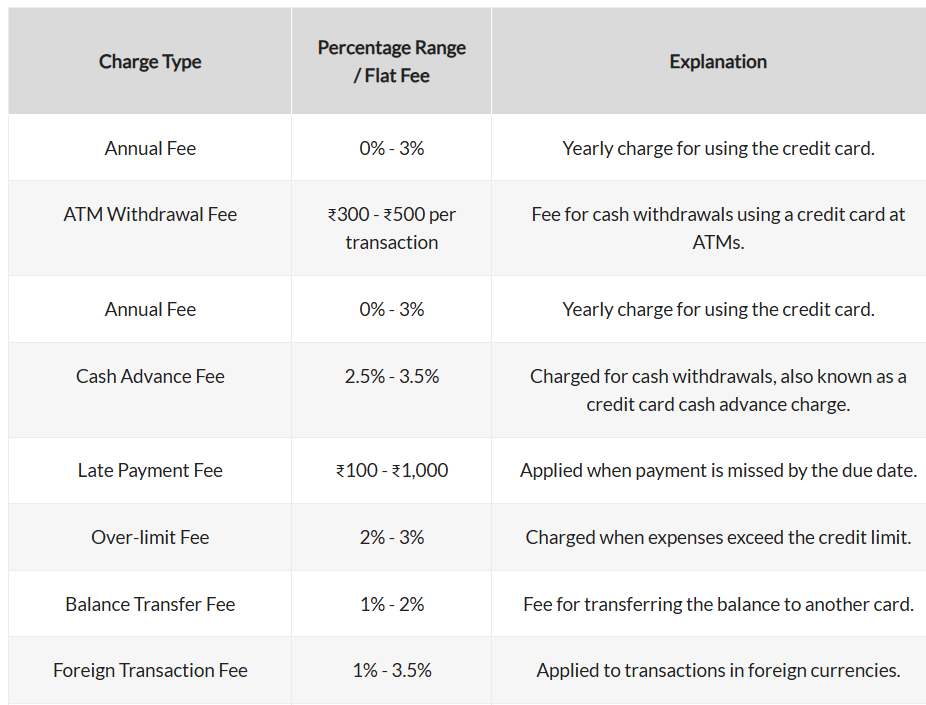 Charge Type
Percentage Range
/ Flat Fee
Explanation
Annual Fee
0% - 3%
Yearly charge for using the credit card.
ATM Withdrawal Fee
₹300 - ₹500 per
transaction
Fee for cash withdrawals using a credit card at
ATMs.
Annual Fee
0% - 3%
Yearly charge for using the credit card.
Cash Advance Fee
2.5% - 3.5%
Charged for cash withdrawals, also known as a
credit card cash advance charge.
Late Payment Fee
₹100 - ₹1,000
Applied when payment is missed by the due date.
Over-limit Fee
2% - 3%
Charged when expenses exceed the credit limit.
Balance Transfer Fee
1% - 2%
Fee for transferring the balance to another card.
Foreign Transaction Fee
1% - 3.5%
Applied to transactions in foreign currencies.